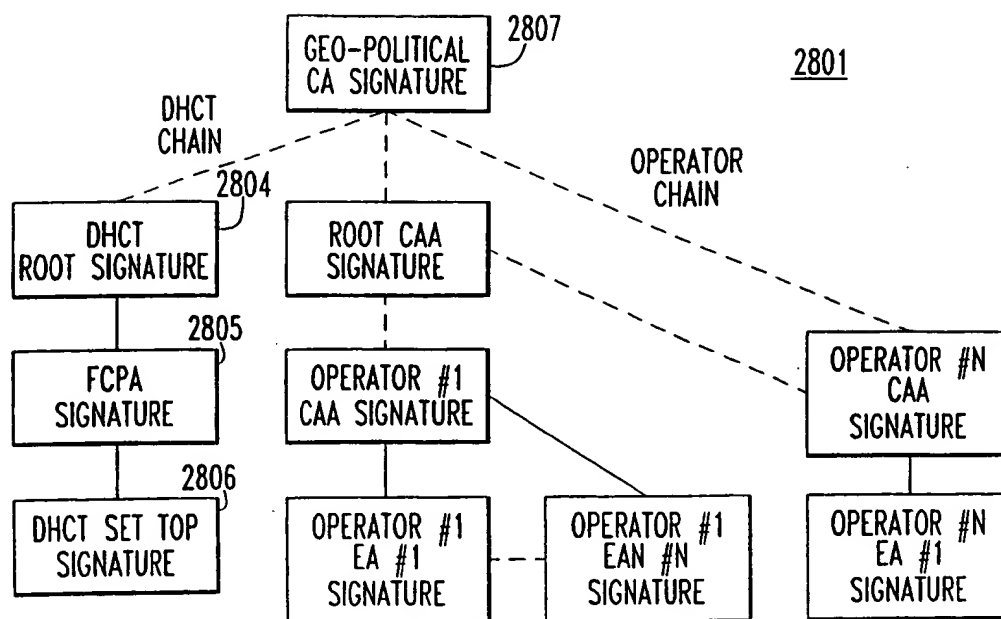 GEO-POLITICAL
CA SIGNATURE
2807
2801
DHCT
CHAIN
OPERATOR
CHAIN
2804
DHCT
ROOT SIGNATURE
ROOT CAA
SIGNATURE
2805
FCPA
SIGNATURE
OPERATOR #1
CAA SIGNATURE
OPERATOR #N
CAA
SIGNATURE
2806
DHCT SET TOP
SIGNATURE
OPERATOR #1
EA #1
SIGNATURE
OPERATOR #1
EAN #N
SIGNATURE
OPERATOR #N
EA #1
SIGNATURE